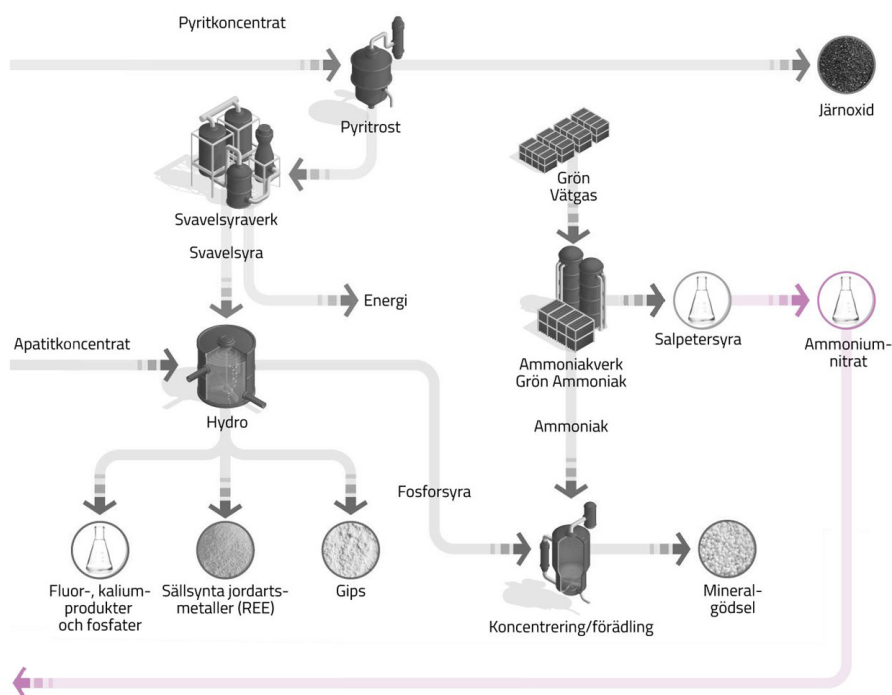 Pyritkoncentrat
Pyritrost
Järnoxid
Svavelsyraverk
Svavelsyra
Grön
Vätgas
Energi
Apatitkoncentrat
Hydro
Ammoniakverk
Grön Ammoniak
Salpetersyra
Ammonium-
nitrat
Ammoniak
Fosforsyra
Fluor-, kalium-
produkter
och fosfater
Sällsynta jordarts-
metaller (REE)
Gips
Koncentrering/förädling
Mineral-
gödsel